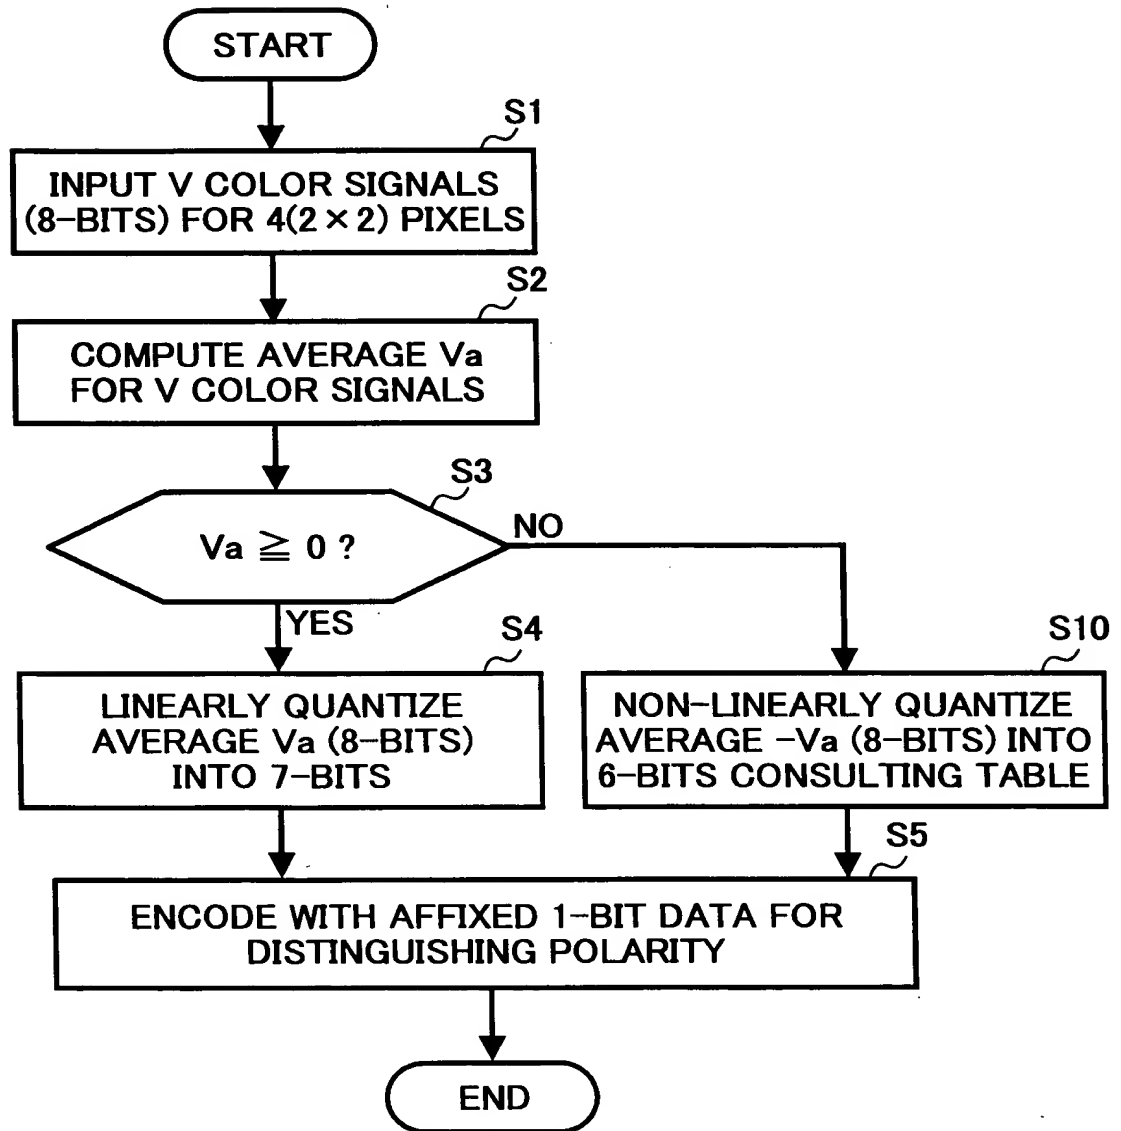 START
S1
INPUT V COLOR SIGNALS
(8-BITS) FOR 4(2 × 2) PIXELS
S2
COMPUTE AVERAGE Va
FOR V COLOR SIGNALS
S3
Va ≧ 0 ?
NO
YES
S4
LINEARLY QUANTIZE
AVERAGE Va (8-BITS)
INTO 7-BITS
S10
NON-LINEARLY QUANTIZE
AVERAGE -Va (8-BITS) INTO
6-BITS CONSULTING TABLE
S5
ENCODE WITH AFFIXED 1-BIT DATA FOR
DISTINGUISHING POLARITY
END